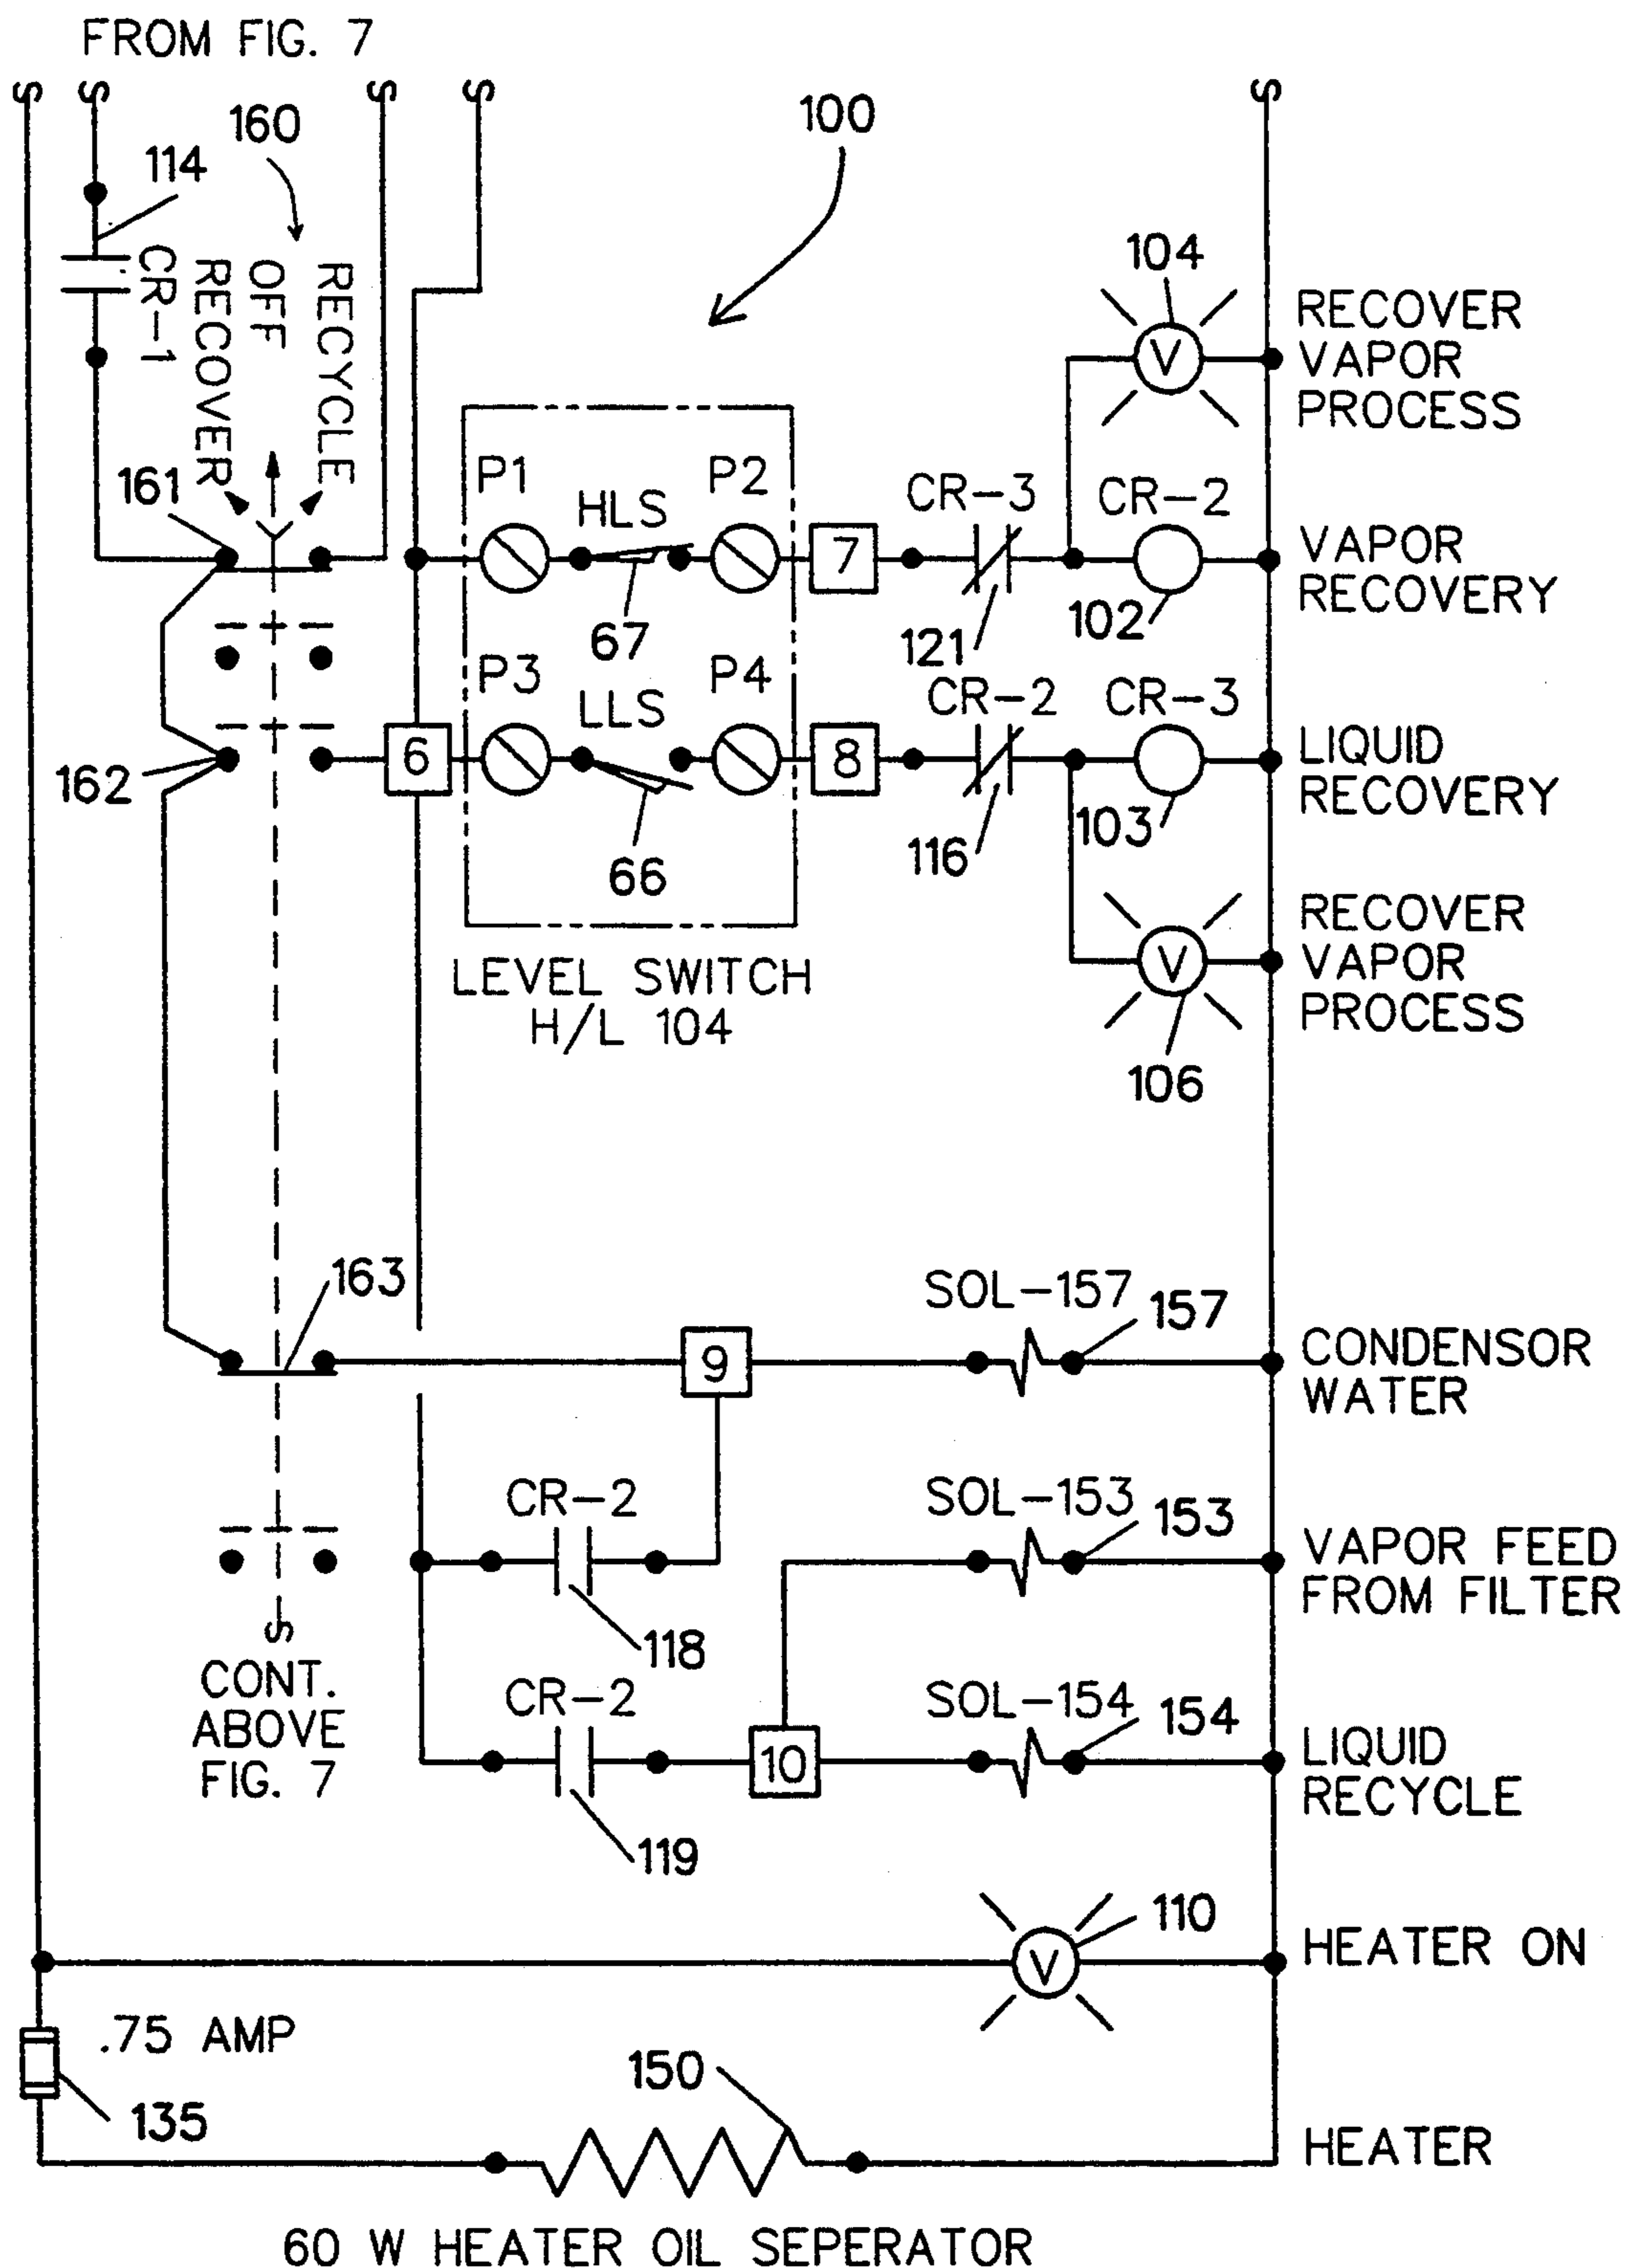 FROM FIG. 7
S S S S S
160
100
114
CR-1
RECOVER
OFF
RECYCLE
104
V
RECOVER
VAPOR
PROCESS
161
P1
HLS
P2
7
CR-3
CR-2
VAPOR
RECOVERY
67
121
102
P3
LLS
P4
CR-2
CR-3
6
8
LIQUID
RECOVERY
162
66
116
103
RECOVER
VAPOR
PROCESS
V
LEVEL SWITCH
H/L 104
106
163
SOL-157
157
9
CONDENSOR
WATER
CR-2
SOL-153
153
VAPOR FEED
FROM FILTER
118
S
CONT.
ABOVE
FIG. 7
CR-2
SOL-154
154
10
LIQUID
RECYCLE
119
110
V
HEATER ON
.75 AMP
135
150
HEATER
60 W HEATER OIL SEPERATOR